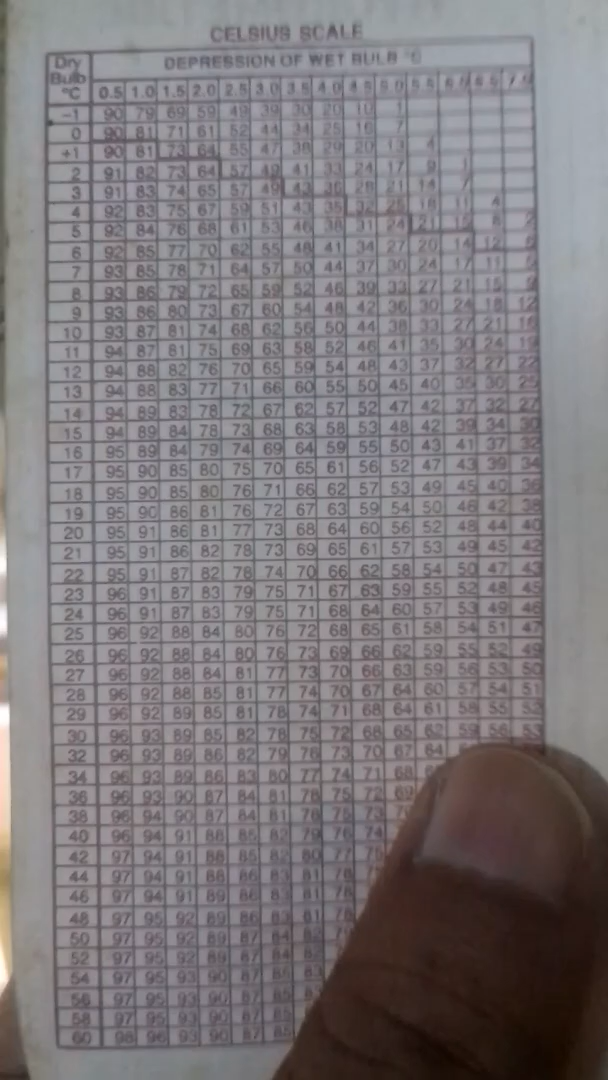 CELSIUS SCALE
Dry Bulb °C DEPRESSION OF WET BULB °C
0.5 1.0 1.5 2.0 2.5 3.0 3.5 4.0 4.5 5.0 5.5 6.0 6.5 7.0
-1 90 79 69 59 49 39 30 20 10 1
0 90 81 71 61 52 44 34 25 16 7
+1 90 81 73 64 55 47 38 29 20 13 4
2 91 82 73 64 57 49 41 33 24 17 9 1
3 91 83 74 65 57 49 43 36 28 21 14 7
4 92 83 75 67 59 51 43 35 32 25 18 11 4
5 92 84 76 68 61 53 46 38 31 24 21 15 8
6 92 85 77 70 62 55 48 41 34 27 20 14 12
7 93 85 78 71 64 57 50 44 37 30 24 17 11
8 93 86 79 72 65 59 52 46 39 33 27 21 15 9
9 93 86 80 73 67 60 54 48 42 36 30 24 18 12
10 93 87 81 74 68 62 56 50 44 38 33 27 21 16
11 94 87 81 75 69 63 58 52 46 41 35 30 24 19
12 94 88 82 76 70 65 59 54 48 43 37 32 27 22
13 94 88 83 77 71 66 60 55 50 45 40 35 30 25
14 94 89 83 78 72 67 62 57 52 47 42 37 32 27
15 94 89 84 78 73 68 63 58 53 48 42 39 34 30
16 95 89 84 79 74 69 64 59 55 50 43 41 37 32
17 95 90 85 80 75 70 65 61 56 52 47 43 39 34
18 95 90 85 80 76 71 66 62 57 53 49 45 40 36
19 95 90 86 81 76 72 67 63 59 54 50 46 42 38
20 95 91 86 81 77 73 68 64 60 56 52 48 44 40
21 95 91 86 82 78 73 69 65 61 57 53 49 45 42
22 95 91 87 82 78 74 70 66 62 58 54 50 47 43
23 96 91 87 83 79 75 71 67 63 59 55 52 48 45
24 96 91 87 83 79 75 71 68 64 60 57 53 49 46
25 96 92 88 84 80 76 72 68 65 61 58 54 51 47
26 96 92 88 84 80 76 73 69 66 62 59 55 52 49
27 96 92 88 84 81 77 73 70 66 63 59 56 53 50
28 96 92 88 85 81 77 74 70 67 64 60 57 54 51
29 96 92 89 85 81 78 74 71 68 64 61 58 55 53
30 96 93 89 85 82 78 75 72 68 65 62 59 56 53
32 96 93 89 86 82 79 76 73 70 67 64
34 96 93 89 86 83 80 77 74 71 68
36 96 93 90 87 84 81 78 75 72 69
38 96 94 90 87 84 81 78 75 73
40 96 94 91 88 85 82 79 76 74
42 97 94 91 88 85 82 80 77
44 97 94 91 88 86 83 81 78
46 97 94 91 89 86 83 81 78
48 97 95 92 89 86 83 81 78
50 97 95 92 89 87 84 82
52 97 95 92 89 87 84 82
54 97 95 93 90 87 85 83
56 97 95 93 90 87 85
58 97 95 93 90 87 85
60 98 96 93 90 87 85